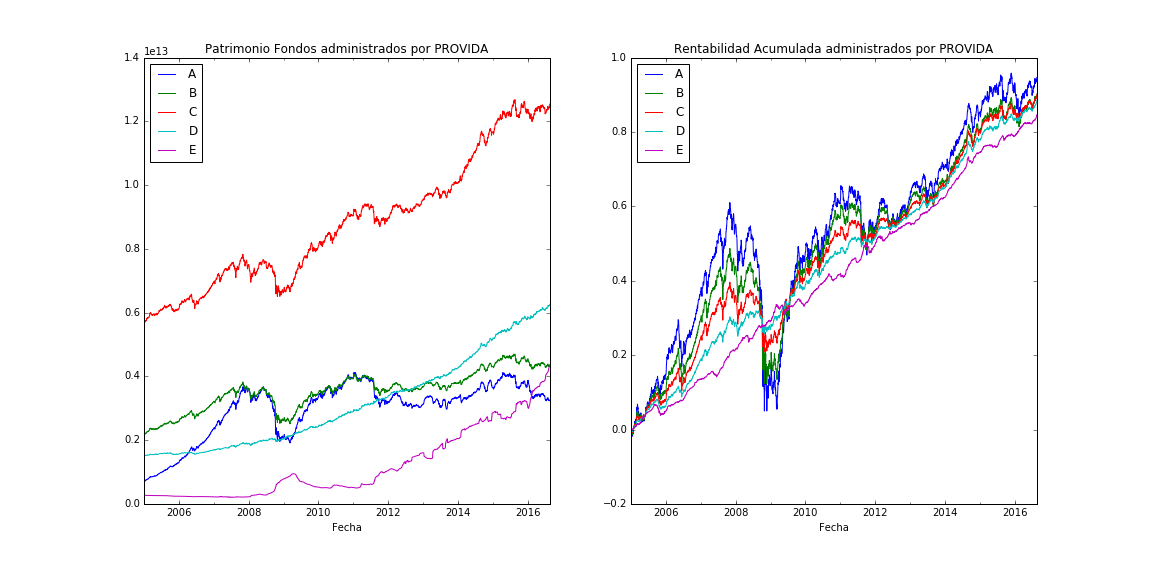 Patrimonio Fondos administrados por PROVIDA
1e13
1.4
1.2
1.0
0.8
0.6
0.4
0.2
0.0
A
B
C
D
E
2006 2008 2010 2012 2014 2016
Fecha
Rentabilidad Acumulada administrados por PROVIDA
1.0
0.8
0.6
0.4
0.2
0.0
−0.2
A
B
C
D
E
2006 2008 2010 2012 2014 2016
Fecha